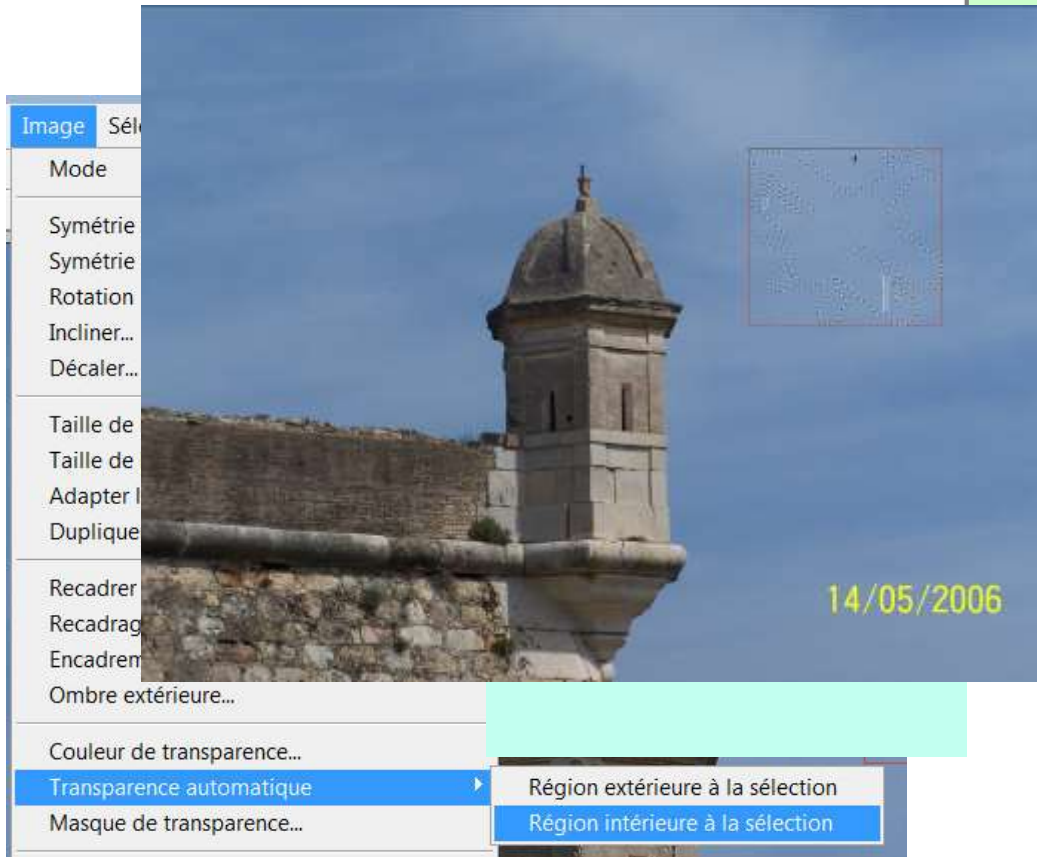 Image Sél
Mode
Symétrie
Symétrie
Rotation
Incliner...
Décaler...
Taille de
Taille de
Adapter l
Duplique
Recadrer
Recadrag
Encadrem
Ombre extérieure...
14/05/2006
Couleur de transparence...
Transparence automatique
Région extérieure à la sélection
Masque de transparence...
Région intérieure à la sélection